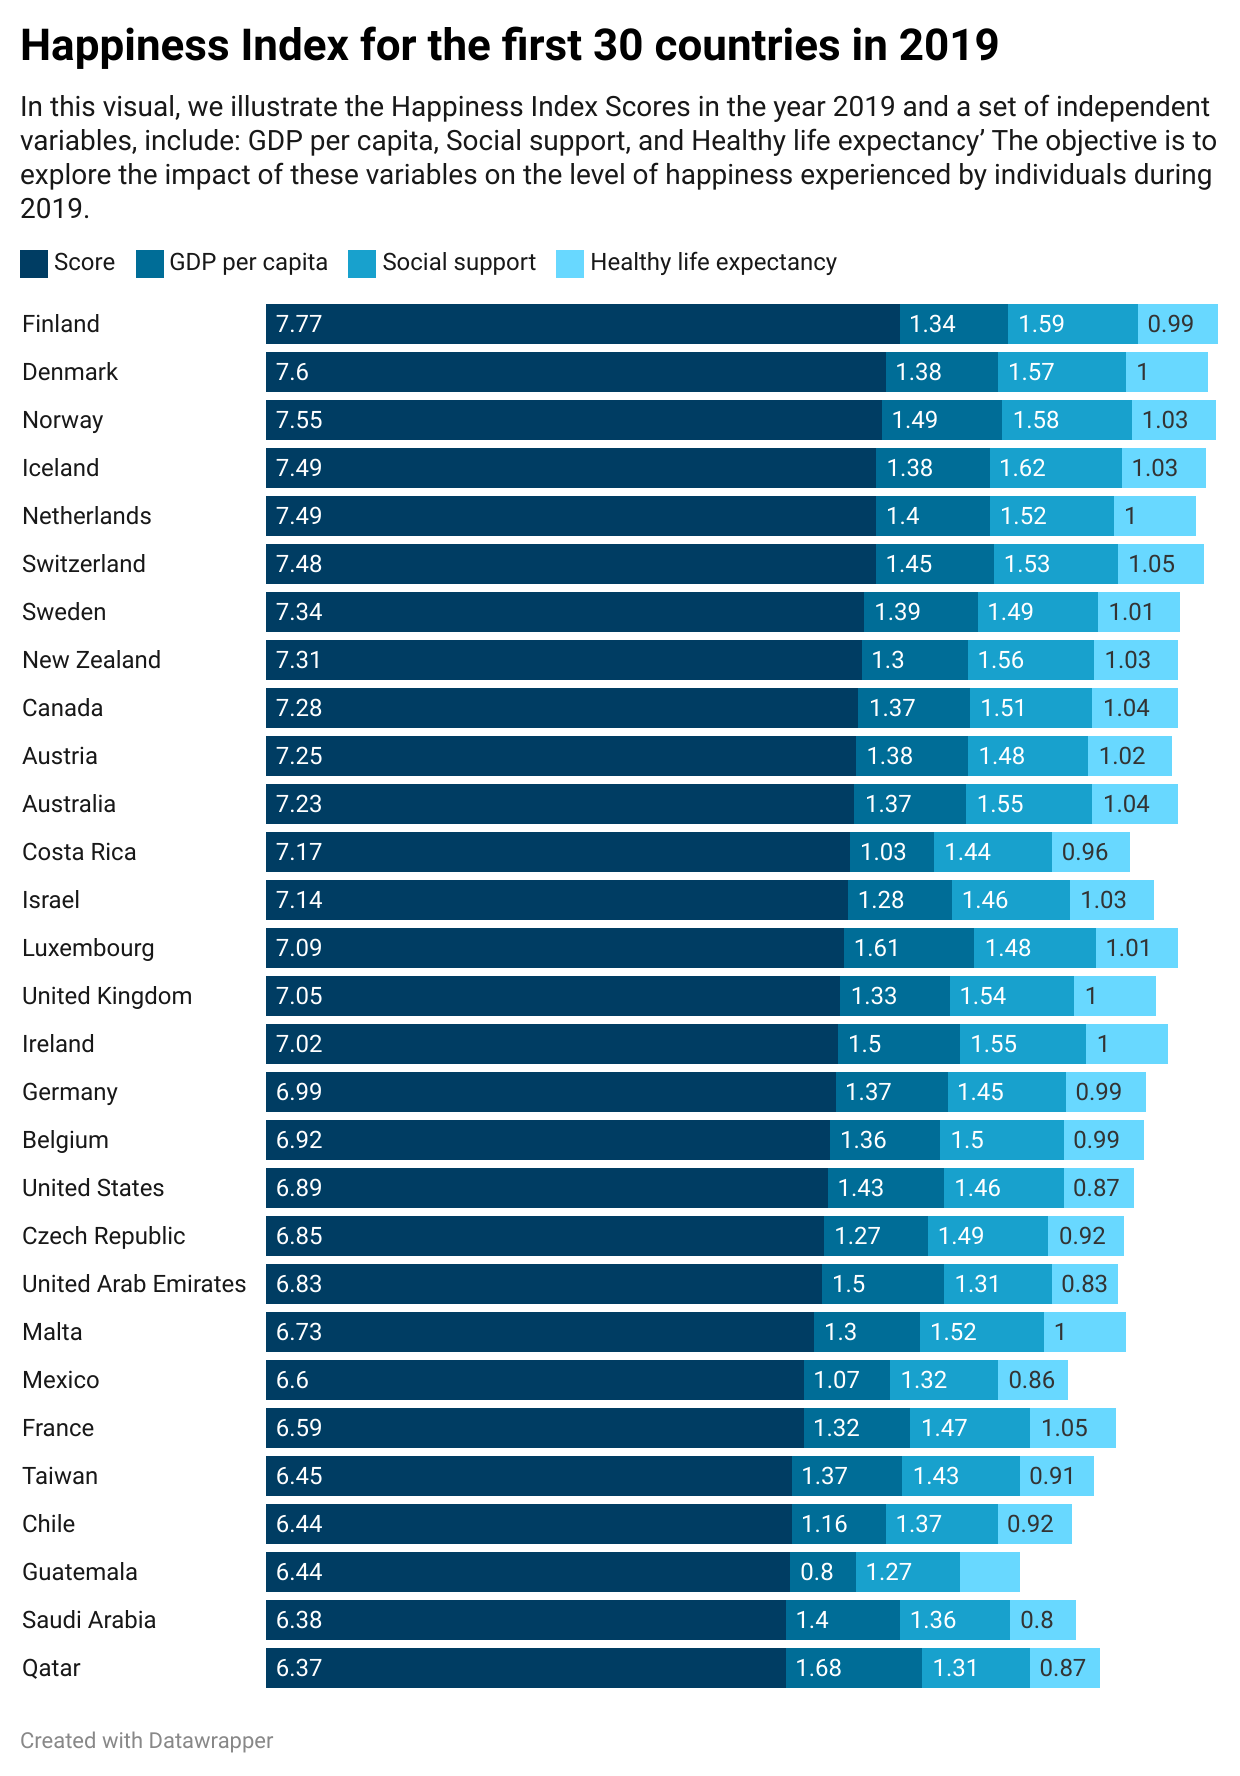 Happiness Index for the first 30 countries in 2019
In this visual, we illustrate the Happiness Index Scores in the year 2019 and a set of independent
variables, include: GDP per capita, Social support, and Healthy life expectancy’ The objective is to
explore the impact of these variables on the level of happiness experienced by individuals during
2019.
Score GDP per capita Social support Healthy life expectancy
Finland 7.77 1.34 1.59 0.99
Denmark 7.6 1.38 1.57 1
Norway 7.55 1.49 1.58 1.03
Iceland 7.49 1.38 1.62 1.03
Netherlands 7.49 1.4 1.52 1
Switzerland 7.48 1.45 1.53 1.05
Sweden 7.34 1.39 1.49 1.01
New Zealand 7.31 1.3 1.56 1.03
Canada 7.28 1.37 1.51 1.04
Austria 7.25 1.38 1.48 1.02
Australia 7.23 1.37 1.55 1.04
Costa Rica 7.17 1.03 1.44 0.96
Israel 7.14 1.28 1.46 1.03
Luxembourg 7.09 1.61 1.48 1.01
United Kingdom 7.05 1.33 1.54 1
Ireland 7.02 1.5 1.55 1
Germany 6.99 1.37 1.45 0.99
Belgium 6.92 1.36 1.5 0.99
United States 6.89 1.43 1.46 0.87
Czech Republic 6.85 1.27 1.49 0.92
United Arab Emirates 6.83 1.5 1.31 0.83
Malta 6.73 1.3 1.52 1
Mexico 6.6 1.07 1.32 0.86
France 6.59 1.32 1.47 1.05
Taiwan 6.45 1.37 1.43 0.91
Chile 6.44 1.16 1.37 0.92
Guatemala 6.44 0.8 1.27
Saudi Arabia 6.38 1.4 1.36 0.8
Qatar 6.37 1.68 1.31 0.87
Created with Datawrapper